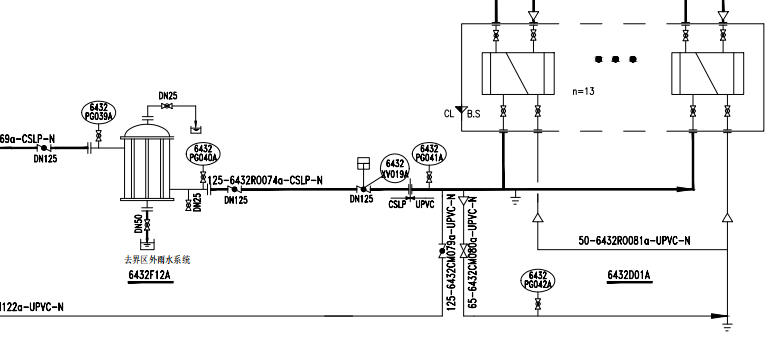 n=13
CL
B.S
DN25
6432
PG039A
69a-CSLP-N
DN125
6432
PG040A
125-6432R0074a-CSLP-N
DN25
DN125
6432
XV019A
DN125
6432
PG041A
CSLP
UPVC
DN50
去界区外雨水系统
6432F12A
125-6432CM079a-UPVC-N
65-6432CM080a-UPVC-N
50-6432R0081a-UPVC-N
6432D01A
6432
PG042A
1122a-UPVC-N